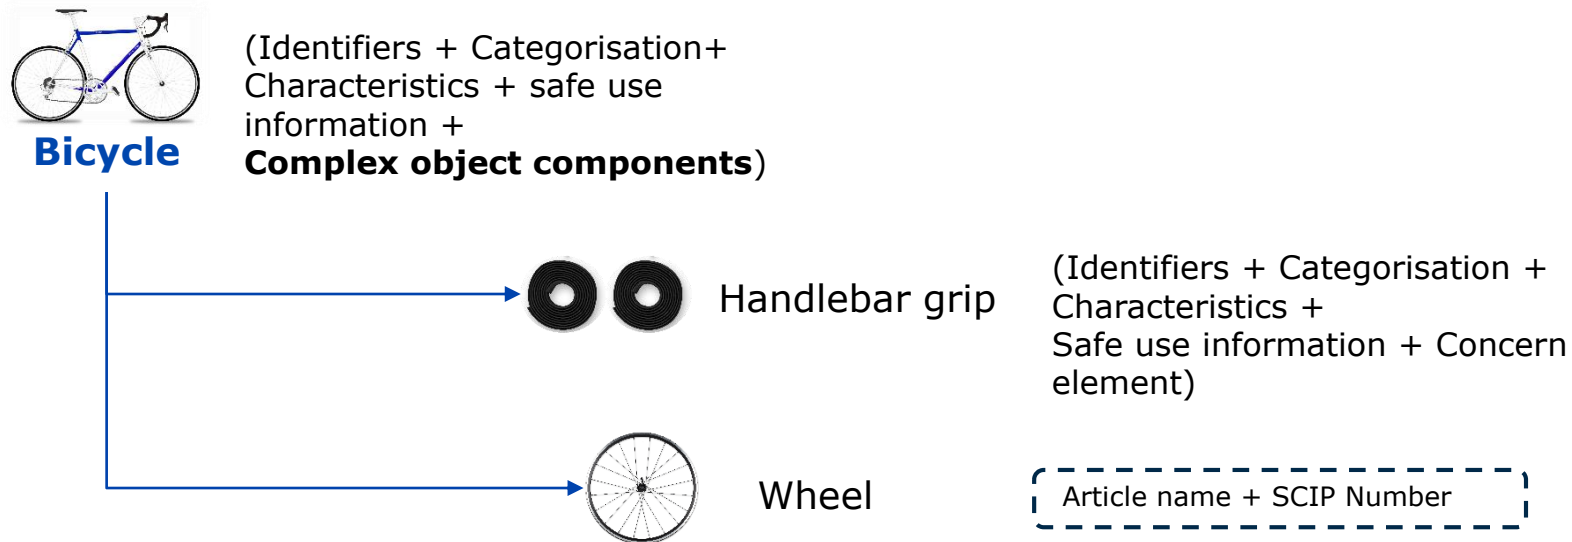 (Identifiers + Categorisation+
Characteristics + safe use
information +
Complex object components)
Bicycle
Handlebar grip
(Identifiers + Categorisation +
Characteristics +
Safe use information + Concern
element)
Wheel
Article name + SCIP Number